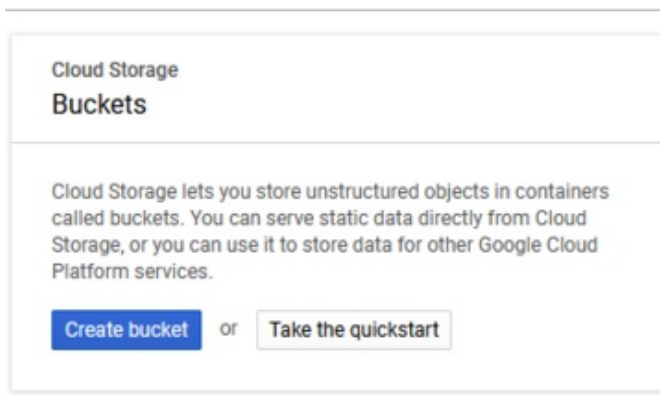 Cloud Storage
Buckets
Cloud Storage lets you store unstructured objects in containers
called buckets. You can serve static data directly from Cloud
Storage, or you can use it to store data for other Google Cloud
Platform services.
Create bucket or Take the quickstart